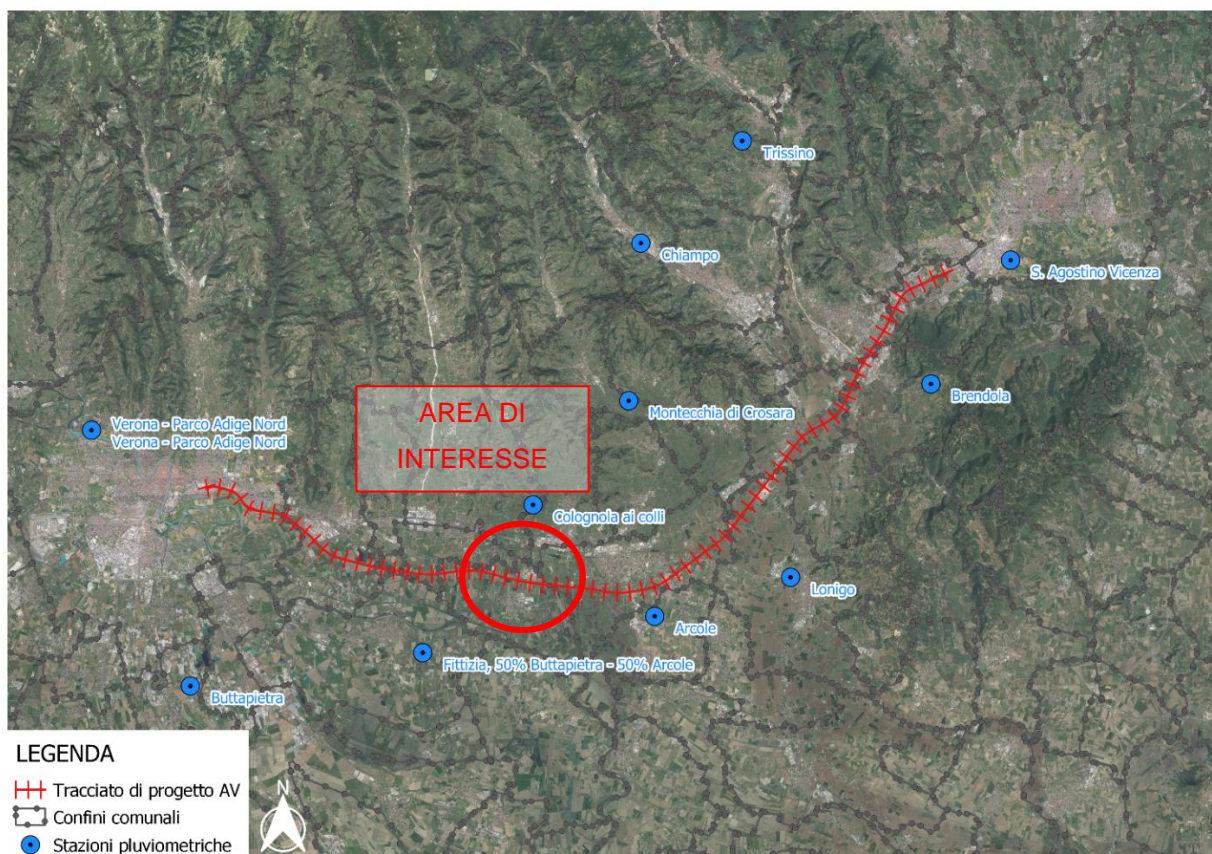 Trissino
Chiampo
S. Agostino Vicenza
Brendola
AREA DI
INTERESSE
Montecchia di Crosara
Verona - Parco Adige Nord
Verona - Parco Adige Nord
Colognola ai colli
Lonigo
Arcole
Fittizia, 50% Buttapietra - 50% Arcole
Buttapietra
LEGENDA
Tracciato di progetto AV
Confini comunali
Stazioni pluviometriche
N